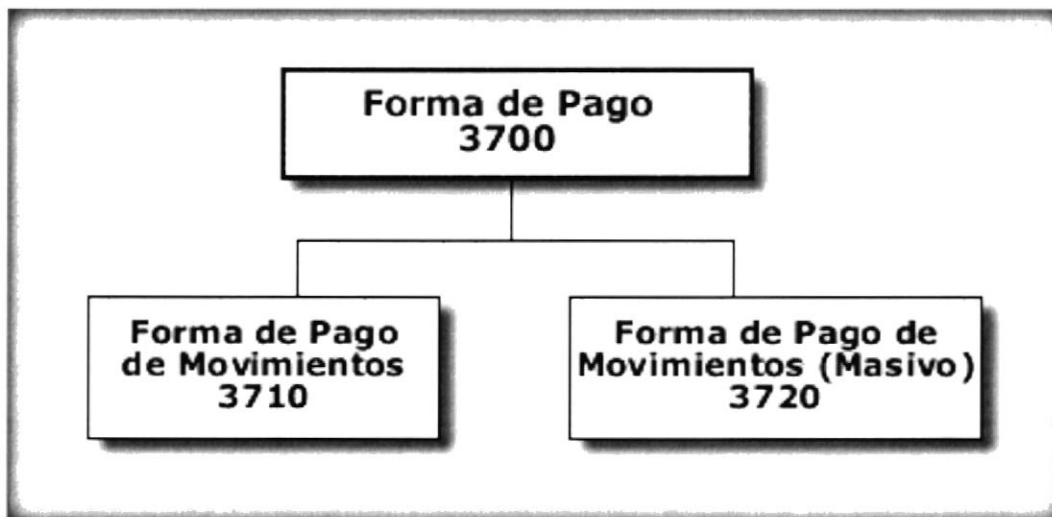 Forma de Pago
3700
Forma de Pago
de Movimientos
3710
Forma de Pago de
Movimientos (Masivo)
3720